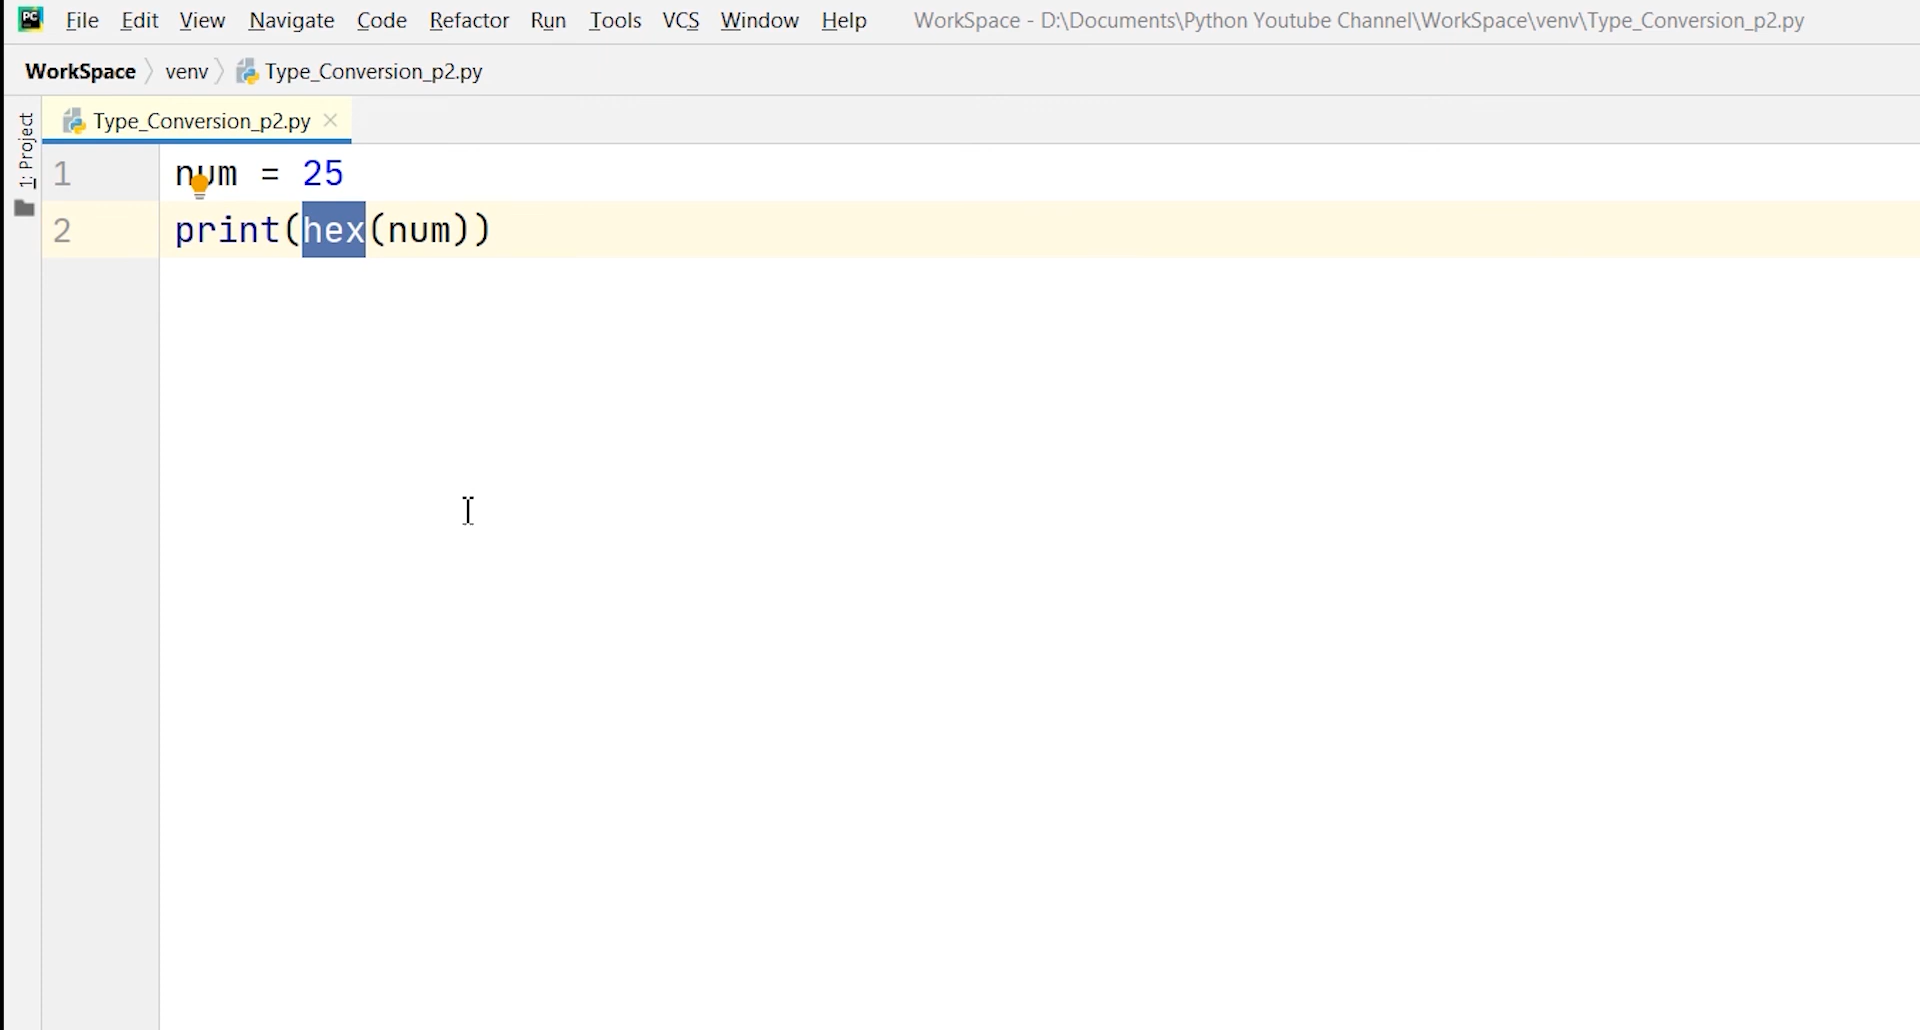 PC File Edit View Navigate Code Refactor Run Tools VCS Window Help WorkSpace - D:\Documents\Python Youtube Channel\WorkSpace\venv\Type_Conversion_p2.py
WorkSpace venv Type_Conversion_p2.py
1: Project
Type_Conversion_p2.py
1 num = 25
2 print(hex(num))